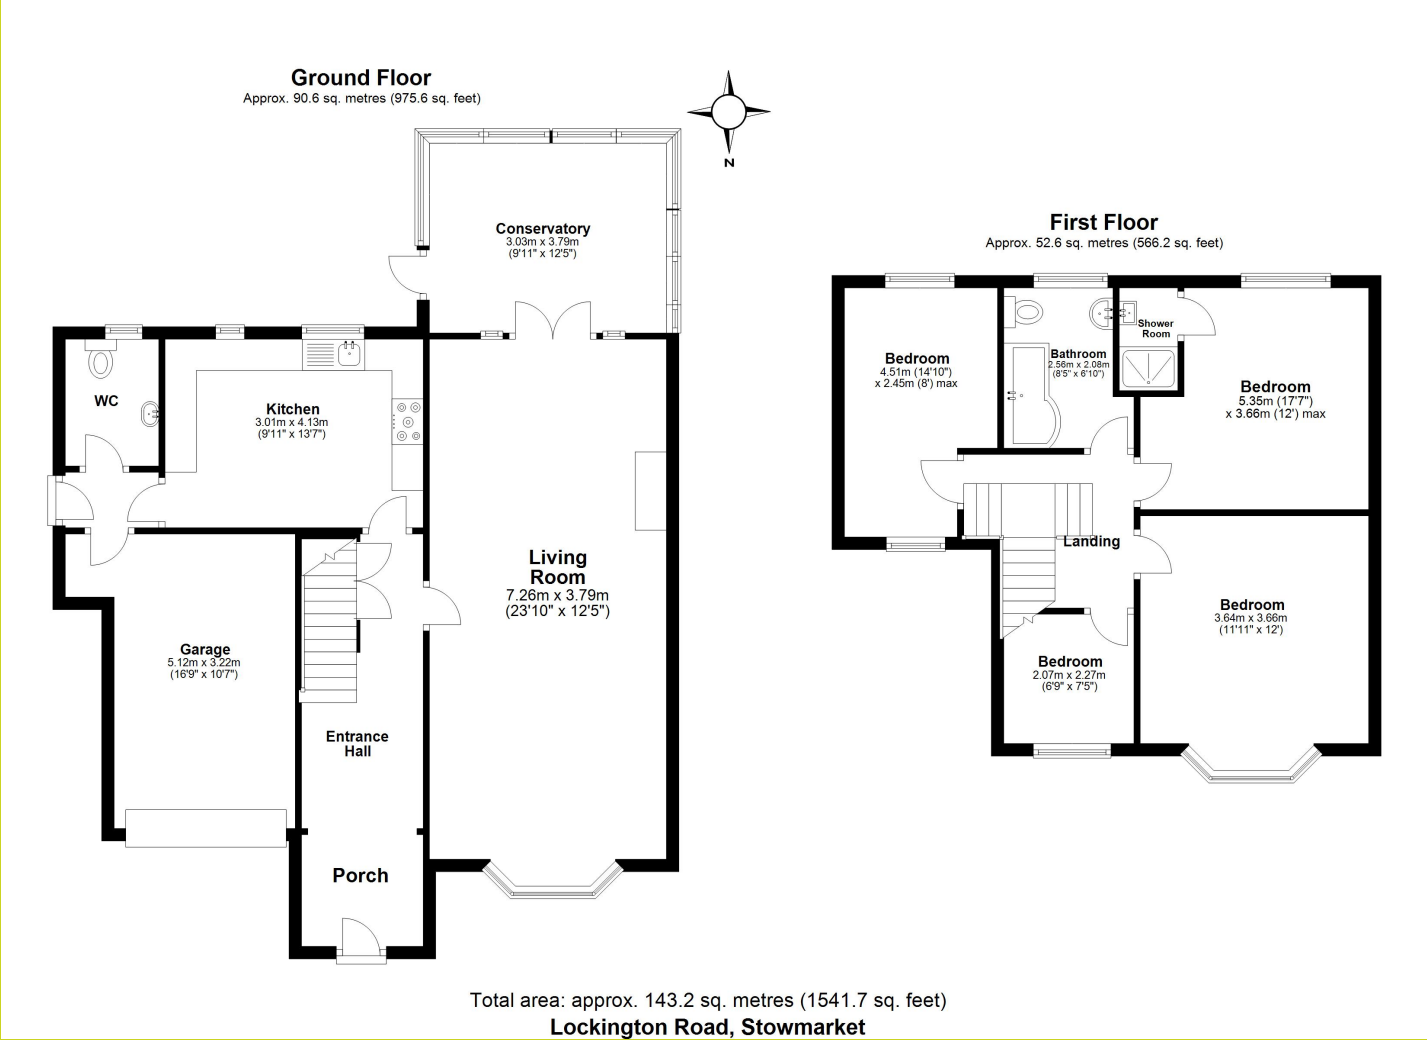 Ground Floor
Approx. 90.6 sq. metres (975.6 sq. feet)
N
Conservatory
3.03m x 3.79m
(9'11" x 12'5")
WC
Kitchen
3.01m x 4.13m
(9'11" x 13'7")
Living
Room
7.26m x 3.79m
(23'10" x 12'5")
Garage
5.12m x 3.22m
(16'9" x 10'7")
Entrance
Hall
Porch
First Floor
Approx. 52.6 sq. metres (566.2 sq. feet)
Bedroom
4.51m (14'10")
x 2.45m (8') max
Bathroom
2.56m x 2.08m
(8'5" x 6'10")
Shower
Room
Bedroom
5.35m (17'7")
x 3.66m (12') max
Landing
Bedroom
3.64m x 3.66m
(11'11" x 12')
Bedroom
2.07m x 2.27m
(6'9" x 7'5")
Total area: approx. 143.2 sq. metres (1541.7 sq. feet)
Lockington Road, Stowmarket